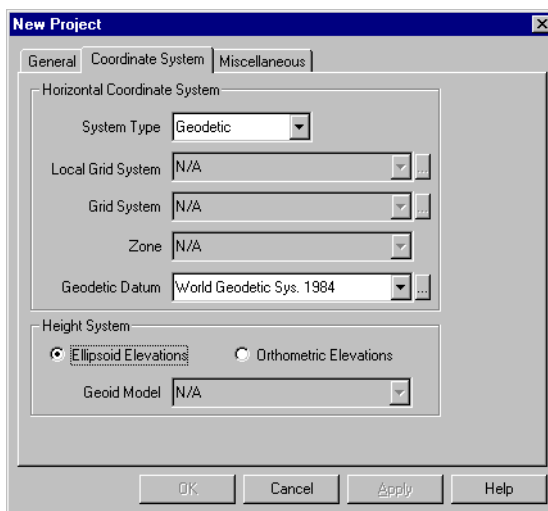 New Project
General Coordinate System Miscellaneous
Horizontal Coordinate System
System Type Geodetic
Local Grid System N/A ...
Grid System N/A ...
Zone N/A
Geodetic Datum World Geodetic Sys. 1984 ...
Height System
Ellipsoid Elevations Orthometric Elevations
Geoid Model N/A
OK Cancel Apply Help